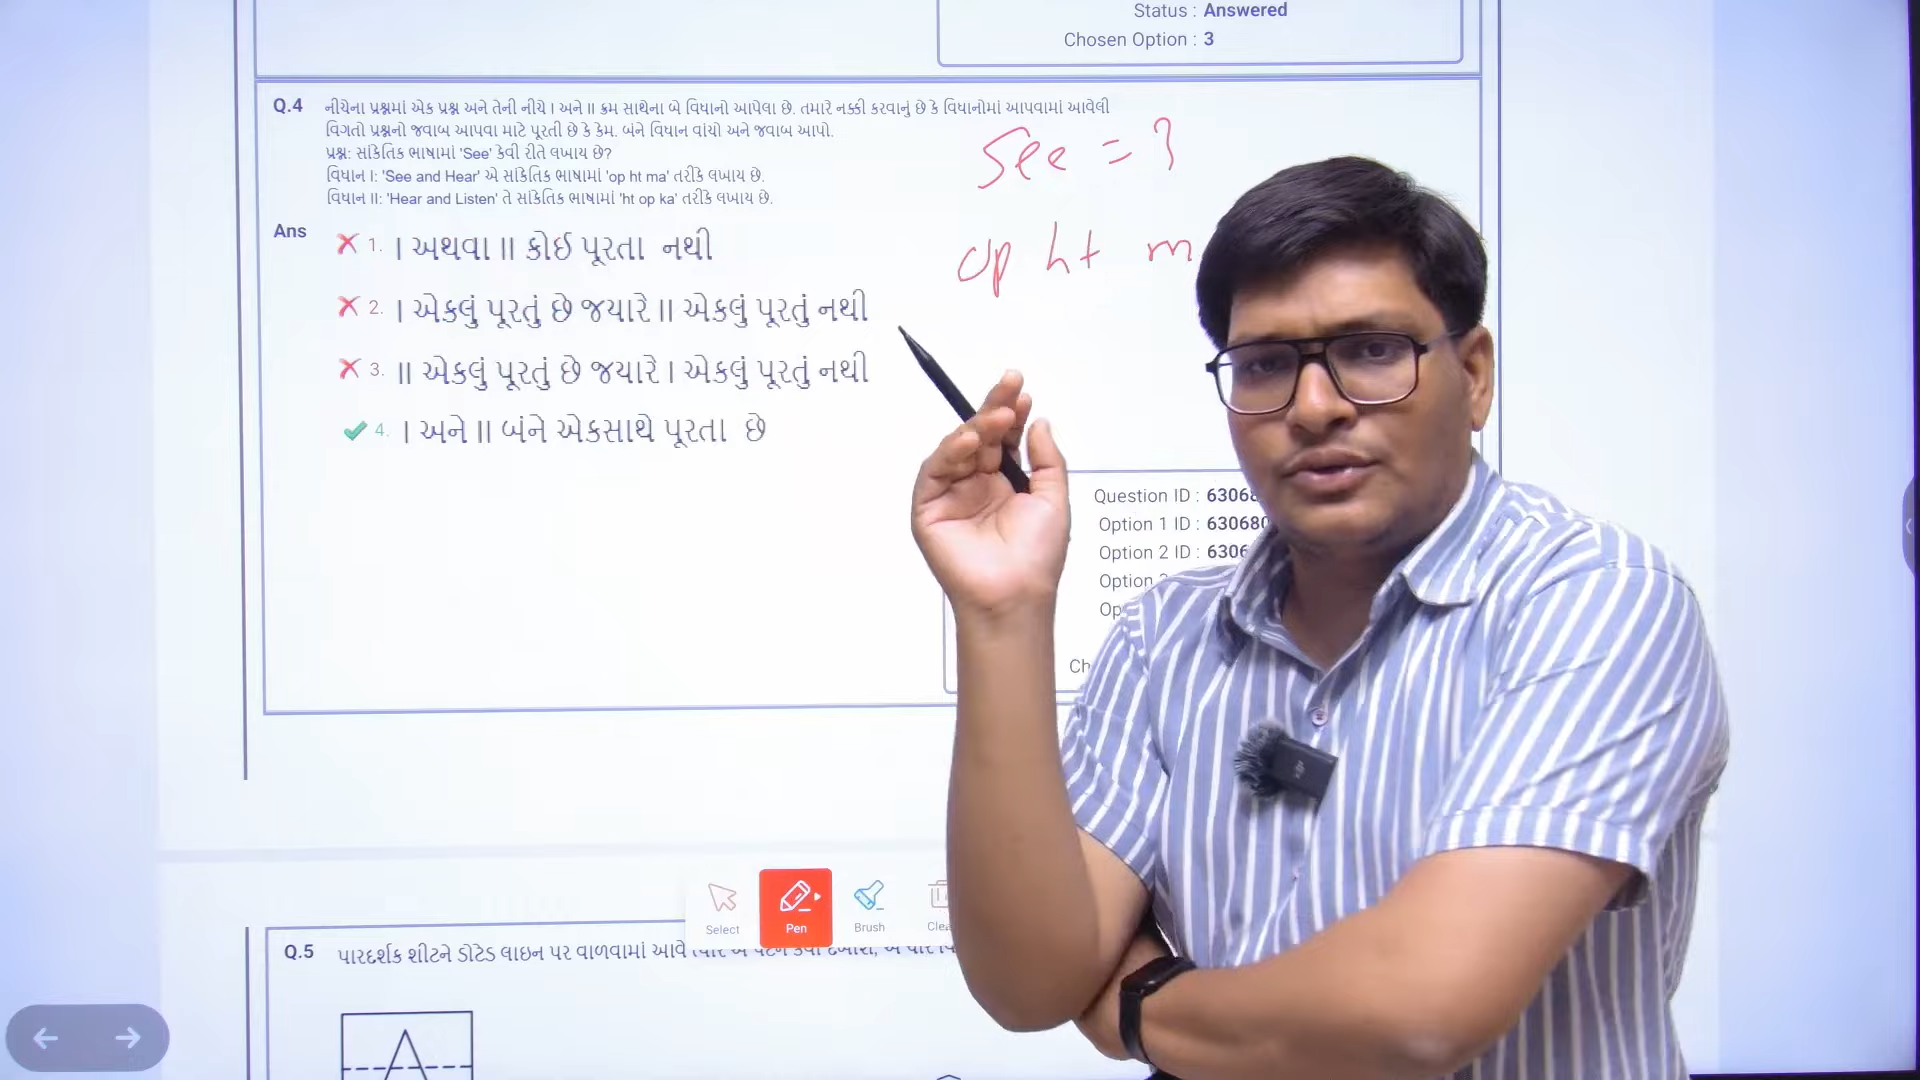 Status : Answered
Chosen Option : 3
Q.4 નીચેના પ્રશ્નમાં એક પ્રશ્ન અને તેની નીચે I અને II ક્રમ સાથેના બે વિધાનો આપેલા છે. તમારે નક્કી કરવાનું છે કે વિધાનોમાં આપવામાં આવેલી
વિગતો પ્રશ્નનો જવાબ આપવા માટે પૂરતી છે કે કેમ. બંને વિધાન વાંચો અને જવાબ આપો.
પ્રશ્ન: સાંકેતિક ભાષામાં 'See' કેવી રીતે લખાય છે?
વિધાન I: 'See and Hear' એ સાંકેતિક ભાષામાં 'op ht ma' તરીકે લખાય છે.
વિધાન II: 'Hear and Listen' તે સાંકેતિક ભાષામાં 'ht op ka' તરીકે લખાય છે.
See = ?
op ht m
Ans
1. I અથવા II કોઈ પૂરતા નથી
2. I એકલું પૂરતું છે જયારે II એકલું પૂરતું નથી
3. II એકલું પૂરતું છે જયારે I એકલું પૂરતું નથી
4. I અને II બંને એકસાથે પૂરતા છે
Question ID : 63068
Option 1 ID : 630680
Option 2 ID : 6306
Option
Select
Pen
Brush
Q.5 પારદર્શક શીટને ડોટેડ લાઇન પર વાળવામાં આવે